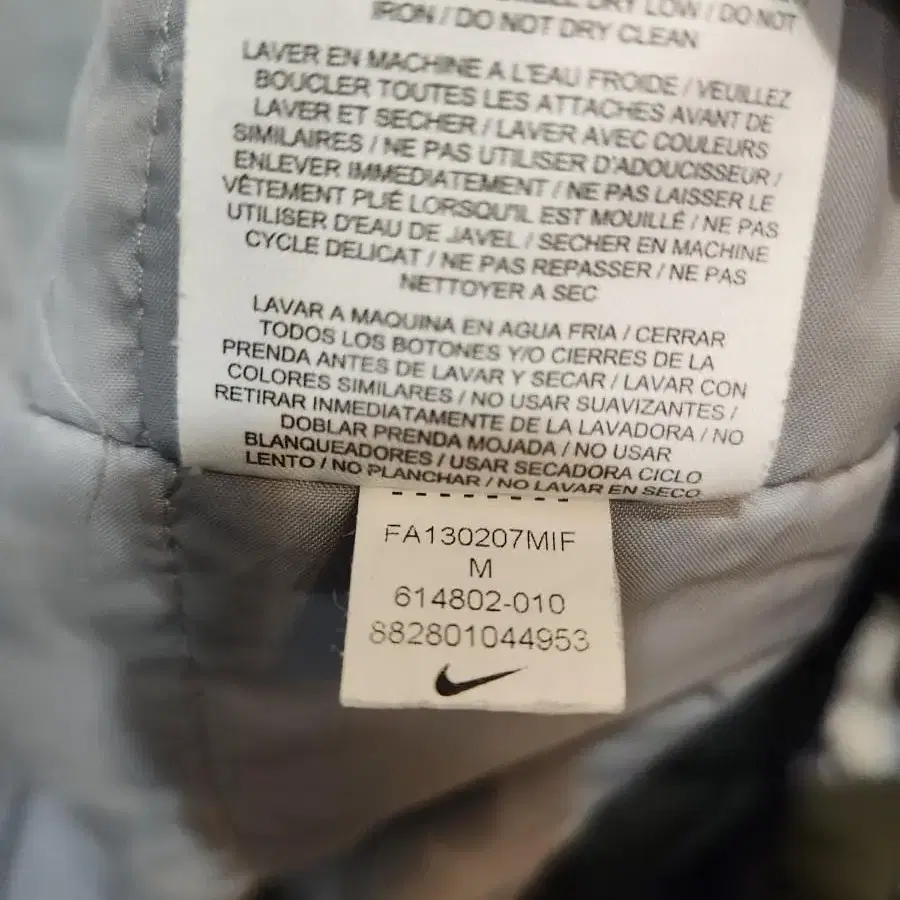 DRY LOW / DO NOT
IRON / DO NOT DRY CLEAN
LAVER EN MACHINE A L'EAU FROIDE / VEUILLEZ
BOUCLER TOUTES LES ATTACHES AVANT DE
LAVER ET SECHER / LAVER AVEC COULEURS
SIMILAIRES / NE PAS UTILISER D'ADOUCISSEUR /
ENLEVER IMMEDIATEMENT / NE PAS LAISSER LE
VÊTEMENT PLIÉ LORSQU'IL EST MOUILLÉ / NE PAS
UTILISER D'EAU DE JAVEL / SECHER EN MACHINE
CYCLE DELICAT / NE PAS REPASSER / NE PAS
NETTOYER A SEC
LAVAR A MAQUINA EN AGUA FRIA / CERRAR
TODOS LOS BOTONES Y/O CIERRES DE LA
PRENDA ANTES DE LAVAR Y SECAR / LAVAR CON
COLORES SIMILARES / NO USAR SUAVIZANTES /
RETIRAR INMEDIATAMENTE DE LA LAVADORA / NO
DOBLAR PRENDA MOJADA / NO USAR
BLANQUEADORES / USAR SECADORA CICLO
LENTO / NO PLANCHAR / NO LAVAR EN SECO
FA130207MIF
M
614802-010
882801044953